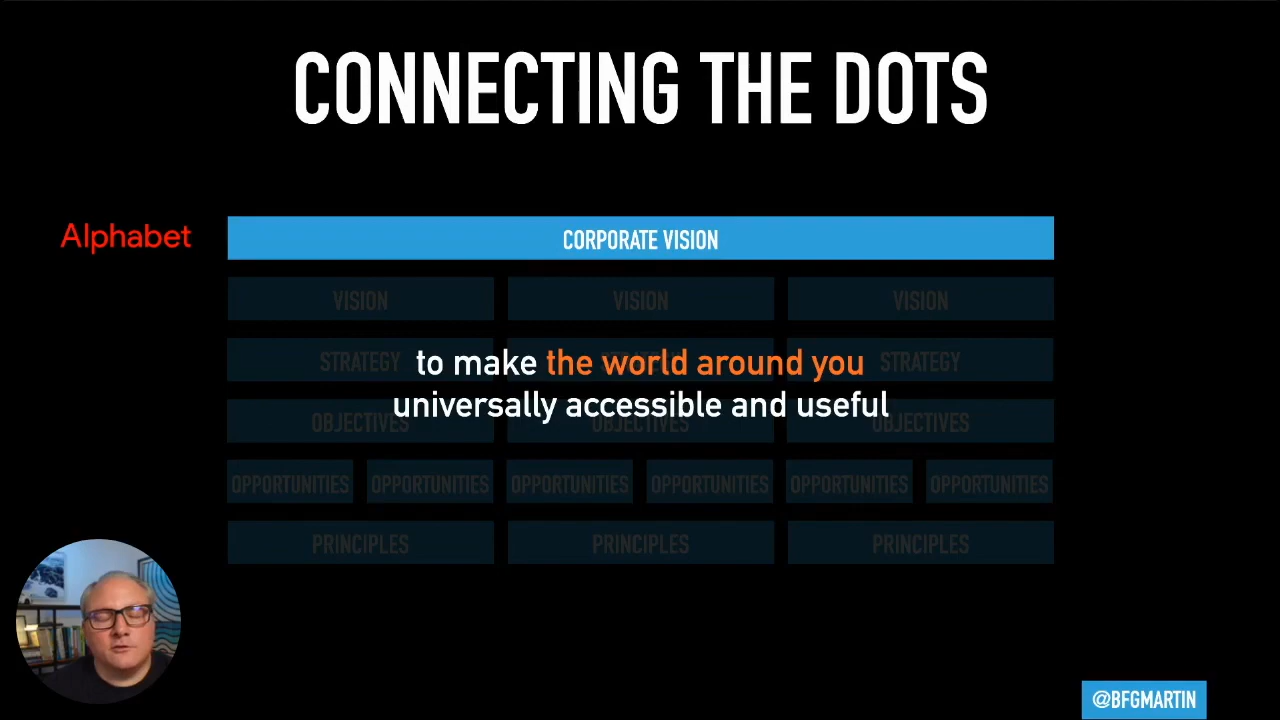 CONNECTING THE DOTS
Alphabet
CORPORATE VISION
VISION VISION VISION
STRATEGY STRATEGY
to make the world around you
universally accessible and useful
OBJECTIVES OBJECTIVES OBJECTIVES
OPPORTUNITIES OPPORTUNITIES OPPORTUNITIES OPPORTUNITIES OPPORTUNITIES OPPORTUNITIES
PRINCIPLES PRINCIPLES PRINCIPLES
@BFGMARTIN